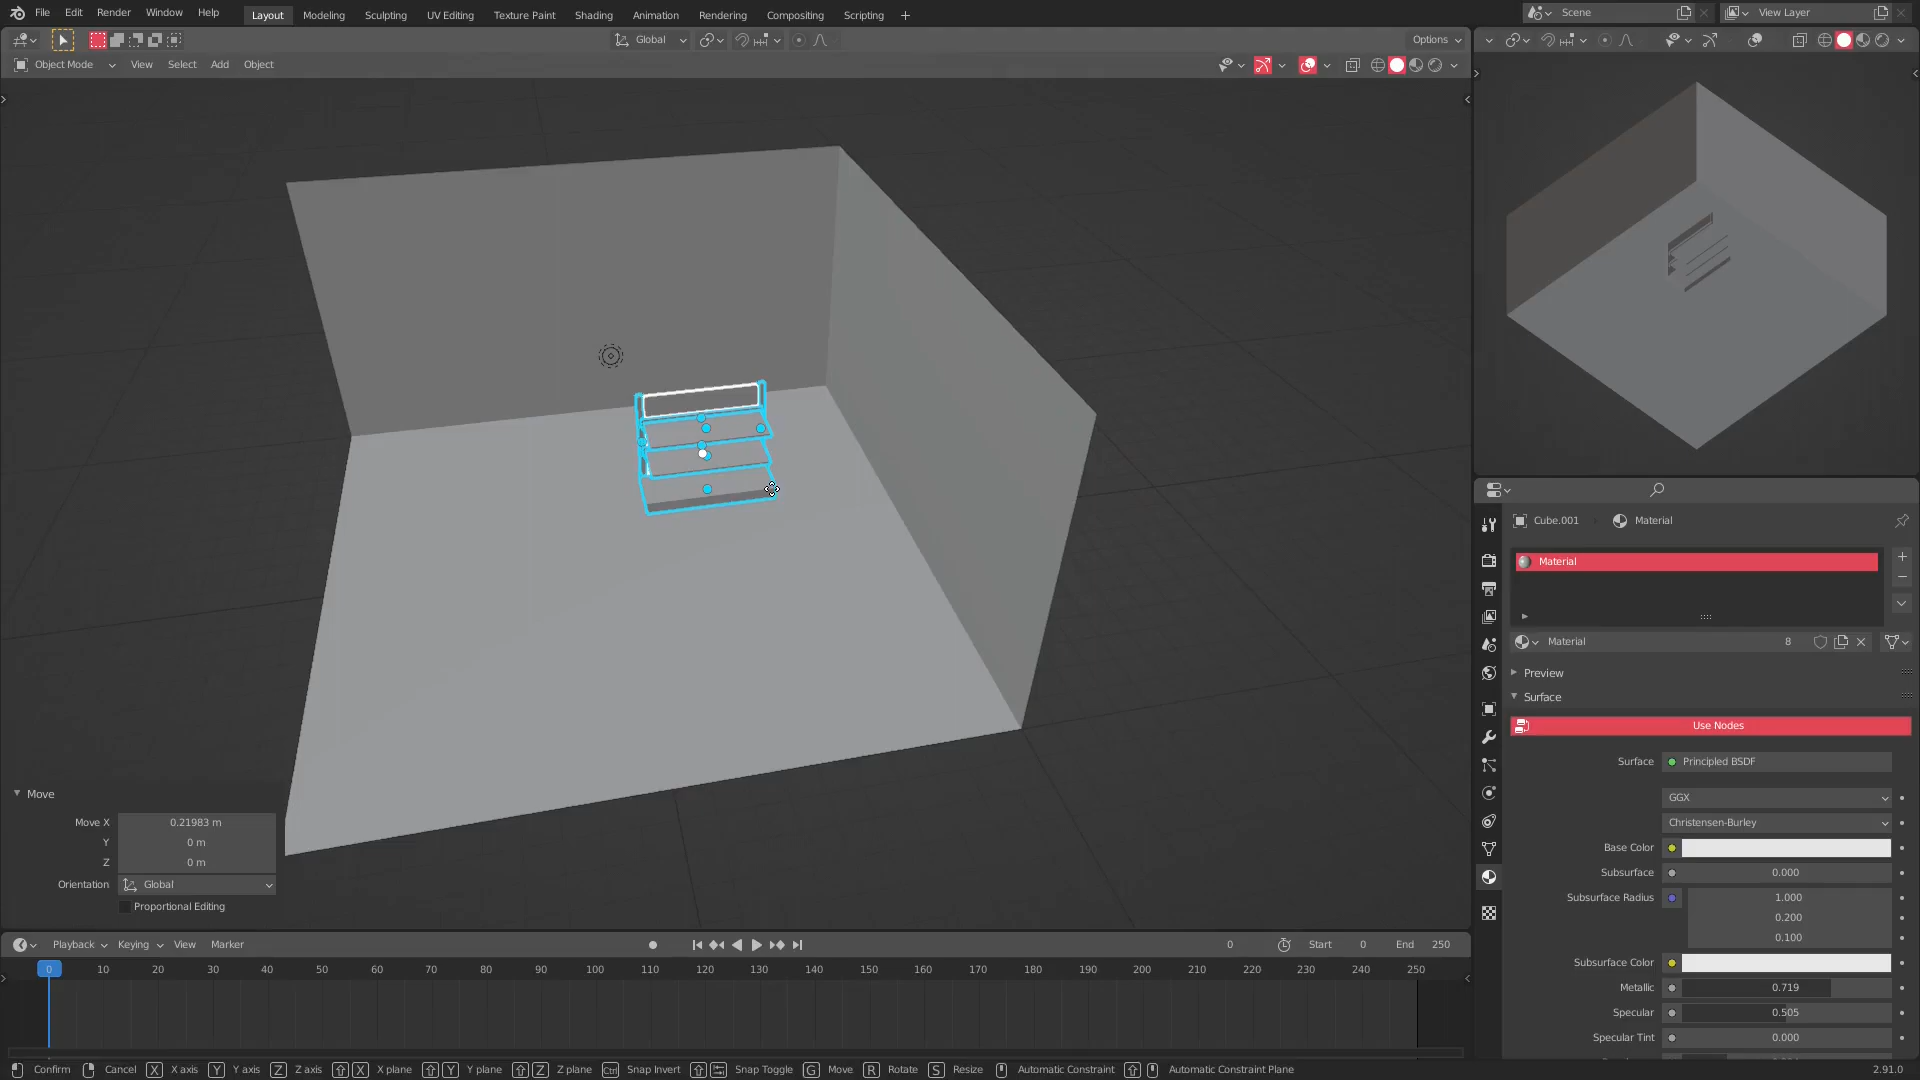 File Edit Render Window Help Layout Modeling Sculpting UV Editing Texture Paint Shading Animation Rendering Compositing Scripting + Scene View Layer
Global Options
Object Mode View Select Add Object
Cube.001 Material
Material
Material 8
Preview
Surface
Use Nodes
Surface Principled BSDF
GGX
Christensen-Burley
Base Color
Subsurface 0.000
Subsurface Radius 1.000
0.200
0.100
Subsurface Color
Metallic 0.719
Specular 0.505
Specular Tint 0.000
Move
Move X 0.21983 m
Y 0 m
Z 0 m
Orientation Global
Proportional Editing
Playback Keying View Marker 0 Start 0 End 250
0 10 20 30 40 50 60 70 80 90 100 110 120 130 140 150 160 170 180 190 200 210 220 230 240 250
Confirm Cancel X X axis Y Y axis Z Z axis X X plane Y Y plane Z Z plane Ctrl Snap Invert Snap Toggle G Move R Rotate S Resize Automatic Constraint Automatic Constraint Plane 2.91.0